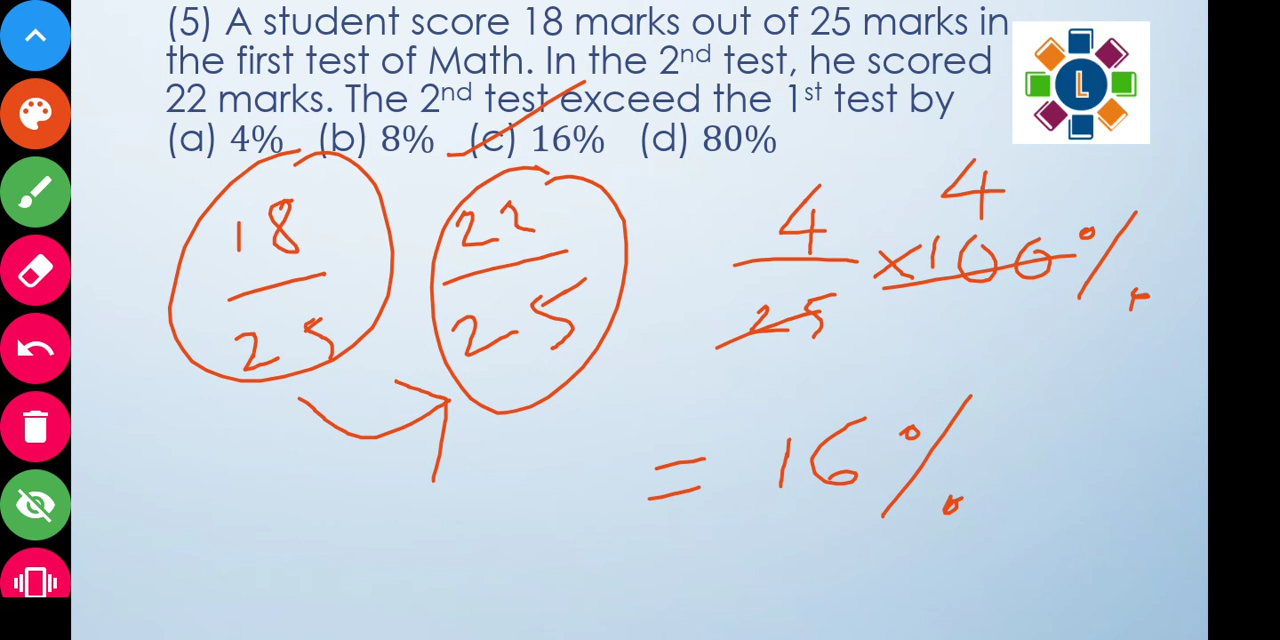 (5) A student score 18 marks out of 25 marks in
the first test of Math. In the 2nd test, he scored
22 marks. The 2nd test exceed the 1st test by
(a) 4% (b) 8% (c) 16% (d) 80%
L
18/25 22/25 4/25 ×100% 4
= 16%